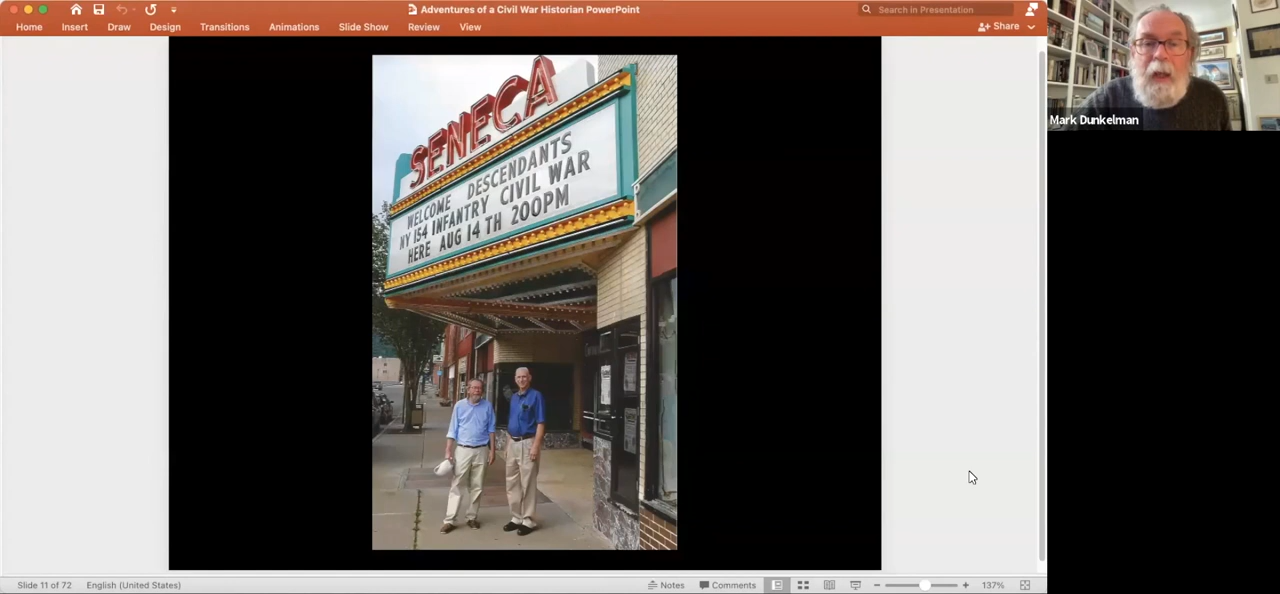 Adventures of a Civil War Historian PowerPoint
Search in Presentation
Home Insert Draw Design Transitions Animations Slide Show Review View
Share
SENECA
WELCOME DESCENDANTS
NY 154 INFANTRY CIVIL WAR
HERE AUG 14 TH 200PM
Mark Dunkelman
Slide 11 of 72 English (United States) Notes Comments 137%